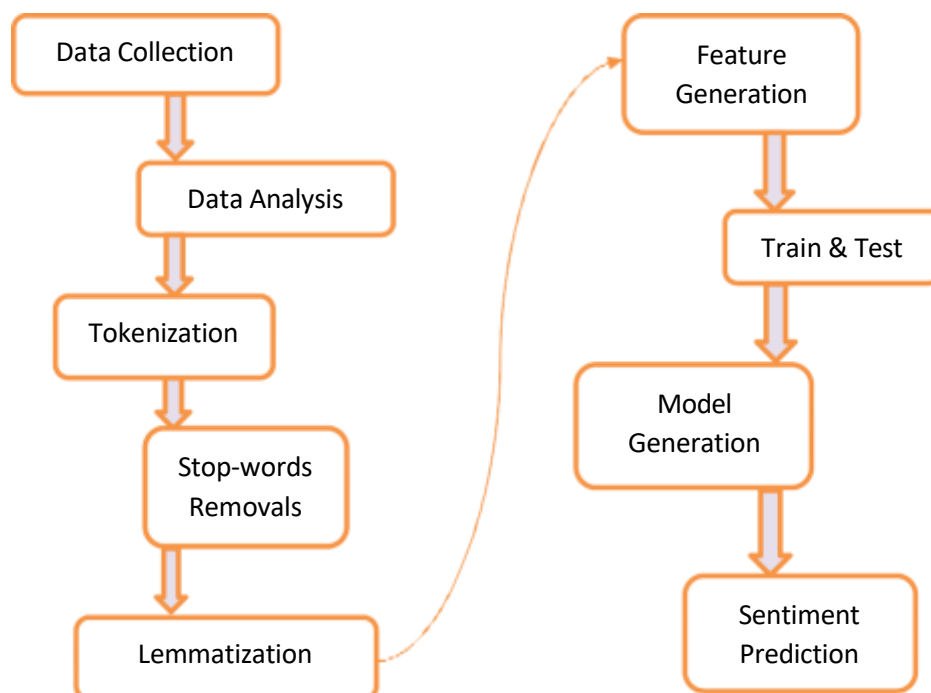 Data Collection
Data Analysis
Tokenization
Stop-words
Removals
Lemmatization
Feature
Generation
Train & Test
Model
Generation
Sentiment
Prediction